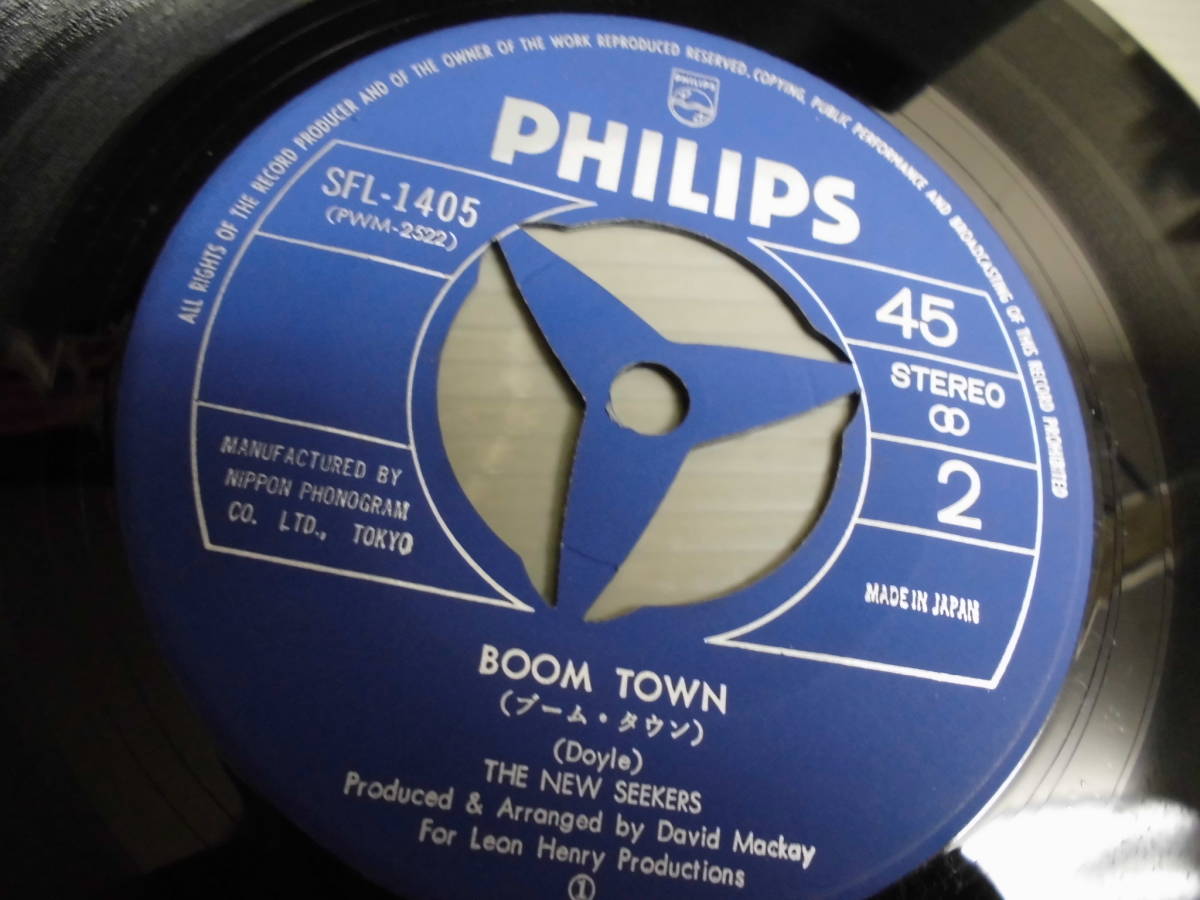 ALL RIGHTS OF THE RECORD PRODUCER AND OF THE OWNER OF THE WORK REPRODUCED RESERVED. COPYING, PUBLIC PERFORMANCE AND BROADCASTING OF THIS RECORD PROHIBITED
PHILIPS
PHILIPS
SFL-1405
(PWM-2522)
45
STEREO
2
MANUFACTURED BY
NIPPON PHONOGRAM
CO. LTD., TOKYO
MADE IN JAPAN
BOOM TOWN
(ブーム・タウン)
(Doyle)
THE NEW SEEKERS
Produced & Arranged by David Mackay
For Leon Henry Productions
①